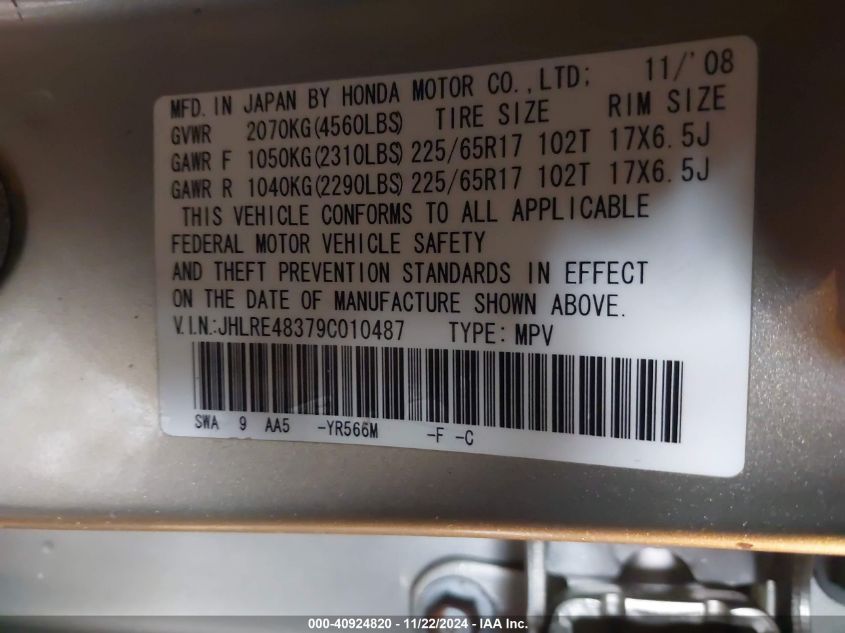 MFD. IN JAPAN BY HONDA MOTOR CO., LTD: 11/'08
GVWR 2070KG(4560LBS) TIRE SIZE RIM SIZE
GAWR F 1050KG(2310LBS) 225/65R17 102T 17X6.5J
GAWR R 1040KG(2290LBS) 225/65R17 102T 17X6.5J
THIS VEHICLE CONFORMS TO ALL APPLICABLE
FEDERAL MOTOR VEHICLE SAFETY
AND THEFT PREVENTION STANDARDS IN EFFECT
ON THE DATE OF MANUFACTURE SHOWN ABOVE.
V.I.N.:JHLRE48379C010487 TYPE: MPV
SWA 9 AA5 -YR566M -F -C
000-40924820 - 11/22/2024 - IAA Inc.